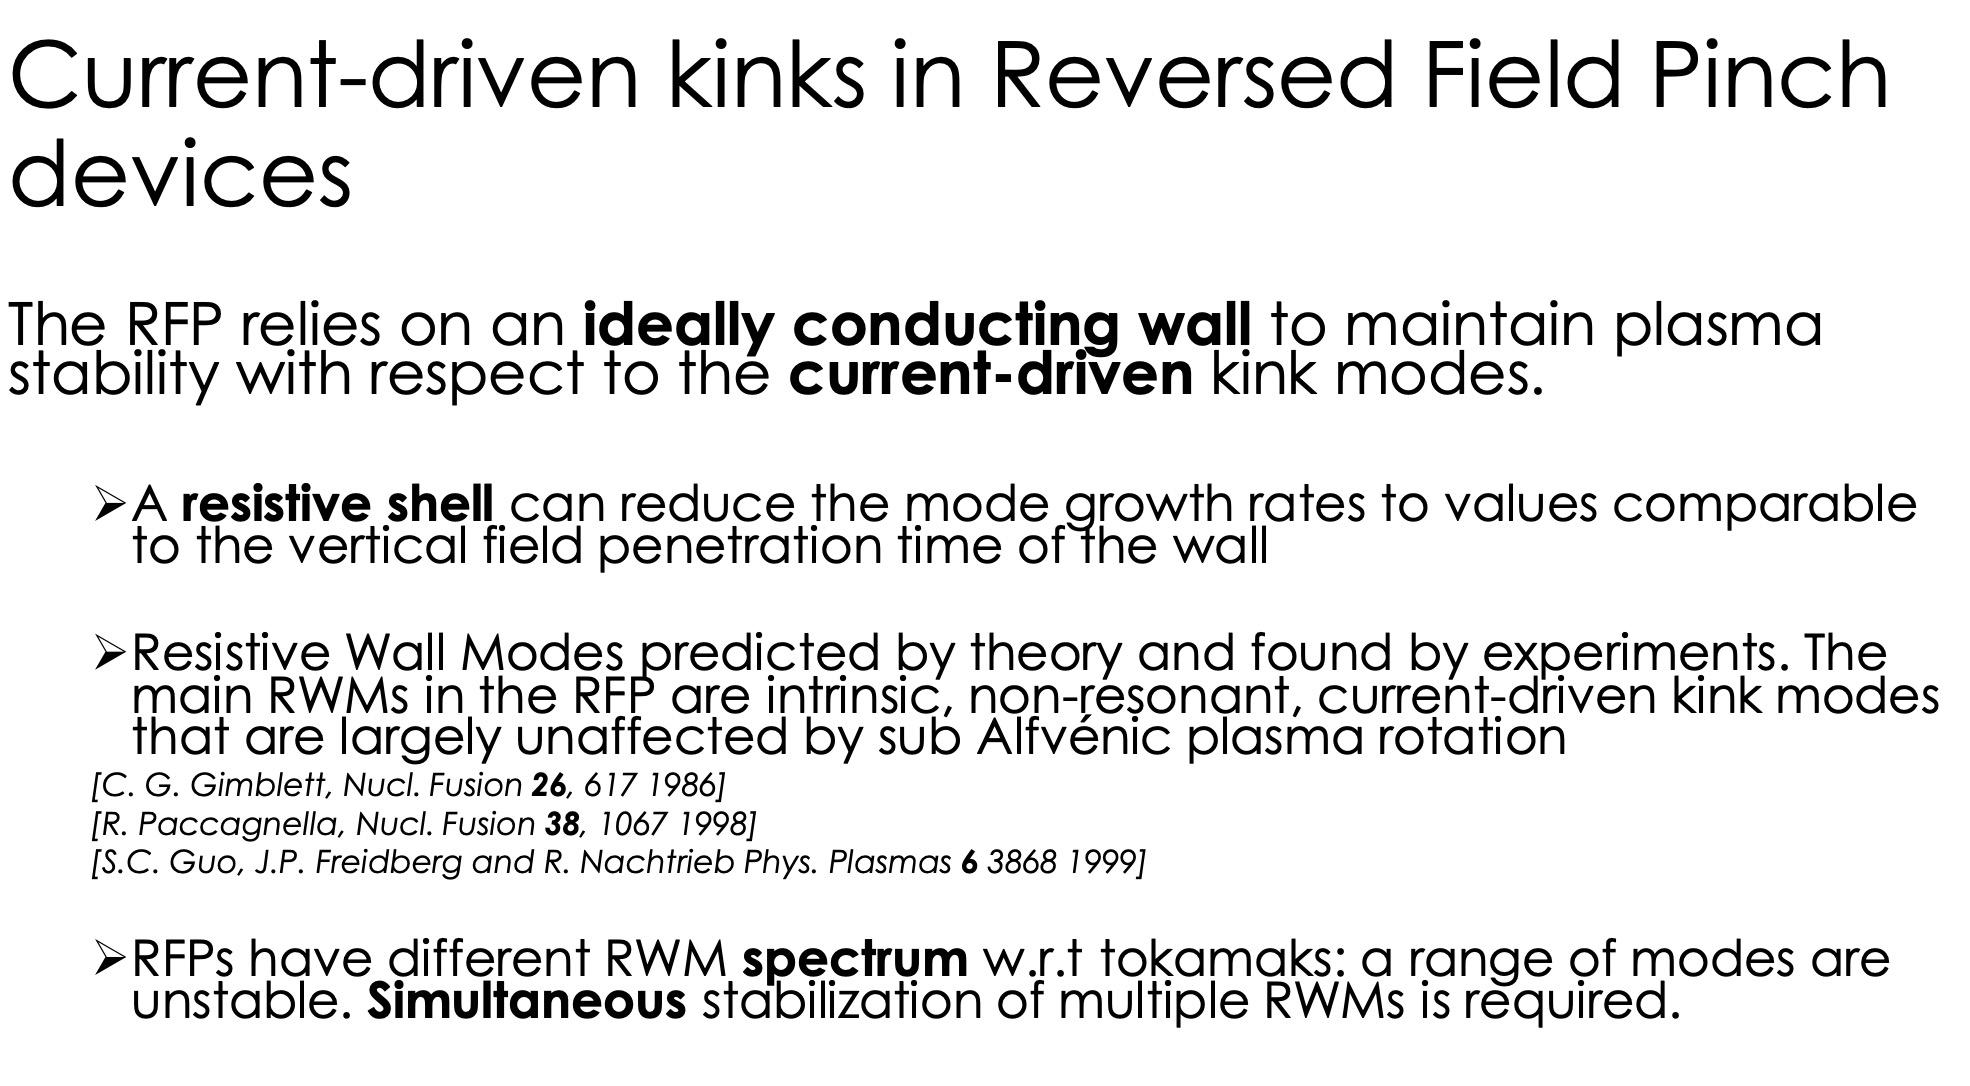 Current-driven kinks in Reversed Field Pinch
devices
The RFP relies on an ideally conducting wall to maintain plasma
stability with respect to the current-driven kink modes.
➢A resistive shell can reduce the mode growth rates to values comparable
to the vertical field penetration time of the wall
➢Resistive Wall Modes predicted by theory and found by experiments. The
main RWMs in the RFP are intrinsic, non-resonant, current-driven kink modes
that are largely unaffected by sub Alfvénic plasma rotation
[C. G. Gimblett, Nucl. Fusion 26, 617 1986]
[R. Paccagnella, Nucl. Fusion 38, 1067 1998]
[S.C. Guo, J.P. Freidberg and R. Nachtrieb Phys. Plasmas 6 3868 1999]
➢RFPs have different RWM spectrum w.r.t tokamaks: a range of modes are
unstable. Simultaneous stabilization of multiple RWMs is required.